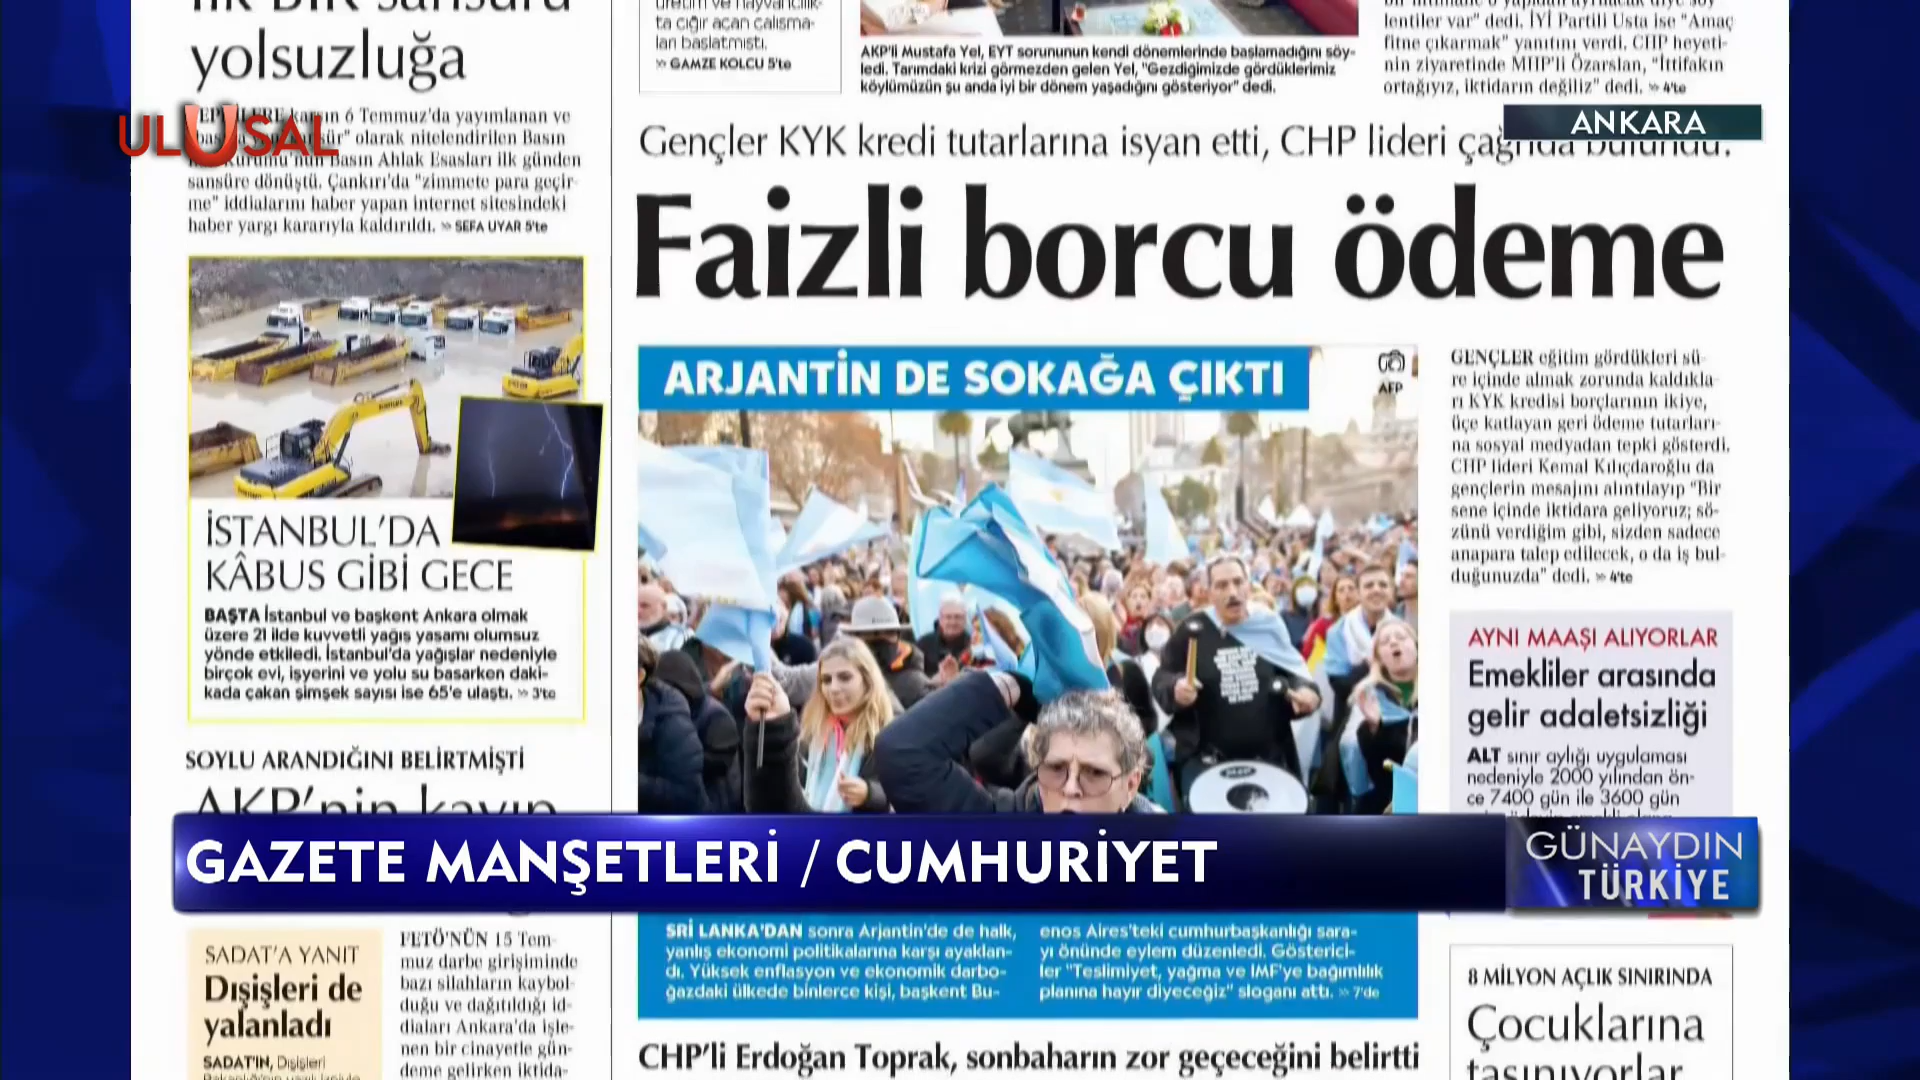 yolsuzluğa
karşın 6 Temmuz'da yayımlanan ve
olarak nitelendirilen Basın
Basın Ahlak Esasları ilk günden
sansüre dönüştü. Çankırı'da "zimmete para geçir-
me" iddialarını haber yapan internet sitesindeki
haber yargı kararıyla kaldırıldı. » SEFA UYAR 5'te
ULUSAL
ta çığır açan çalışma-
ları başlatmıştı.
» GAMZE KOLCU 5'te
AKP'li Mustafa Yel, EYT sorununun kendi dönemlerinde başlamadığını söy-
ledi. Tarımdaki krizi görmezden gelen Yel, "Gezdiğimizde gördüklerimiz
köylümüzün şu anda iyi bir dönem yaşadığını gösteriyor" dedi.
lentiler var" dedi. İYİ Partili Usta ise "Amaç
fitne çıkarmak" yanıtını verdi. CHP heyeti-
nin ziyaretinde MHP'li Özarslan, "İttifakın
ortağıyız, iktidarın değiliz" dedi. » 4'te
ANKARA
Gençler KYK kredi tutarlarına isyan etti, CHP lideri çağrıda bulundu:
Faizli borcu ödeme
İSTANBUL'DA
KÂBUS GİBİ GECE
BAŞTA İstanbul ve başkent Ankara olmak
üzere 21 ilde kuvvetli yağış yaşamı olumsuz
yönde etkiledi. İstanbul'da yağışlar nedeniyle
birçok evi, işyerini ve yolu su basarken daki-
kada çakan şimşek sayısı ise 65'e ulaştı. » 3'te
ARJANTİN DE SOKAĞA ÇIKTI
AFP
GENÇLER eğitim gördükleri sü-
re içinde almak zorunda kaldıkla-
rı KYK kredisi borçlarının ikiye,
üçe katlayan geri ödeme tutarları-
na sosyal medyadan tepki gösterdi.
CHP lideri Kemal Kılıçdaroğlu da
gençlerin mesajını alıntılayıp "Bir
sene içinde iktidara geliyoruz; sö-
zünü verdiğim gibi, sizden sadece
anapara talep edilecek, o da iş bul-
duğunuzda" dedi. » 4'te
AYNI MAAŞI ALIYORLAR
Emekliler arasında
gelir adaletsizliği
ALT sınır aylığı uygulaması
nedeniyle 2000 yılından ön-
ce 7400 gün ile 3600 gün
SOYLU ARANDIĞINI BELİRTMİŞTİ
AKP'nin kayıp
GAZETE MANŞETLERİ / CUMHURİYET
GÜNAYDIN
TÜRKİYE
SADAT'A YANIT
Dışişleri de
yalanladı
SADAT'IN, Dışişleri
FETÖ'NÜN 15 Tem-
muz darbe girişiminde
bazı silahların kaybol-
duğu ve dağıtıldığı id-
diaları Ankara'da işle-
nen bir cinayetle gün-
deme gelirken iktida-
SRİ LANKA'DAN sonra Arjantin'de de halk,
yanlış ekonomi politikalarına karşı ayaklan-
dı. Yüksek enflasyon ve ekonomik darbo-
ğazdaki ülkede binlerce kişi, başkent Bu-
enos Aires'teki cumhurbaşkanlığı sara-
yı önünde eylem düzenledi. Gösterici-
ler "Teslimiyet, yağma ve IMF'ye bağımlılık
planına hayır diyeceğiz" sloganı attı. » 7'de
CHP'li Erdoğan Toprak, sonbaharın zor geçeceğini belirtti
8 MİLYON AÇLIK SINIRINDA
Çocuklarına
taşınıyorlar